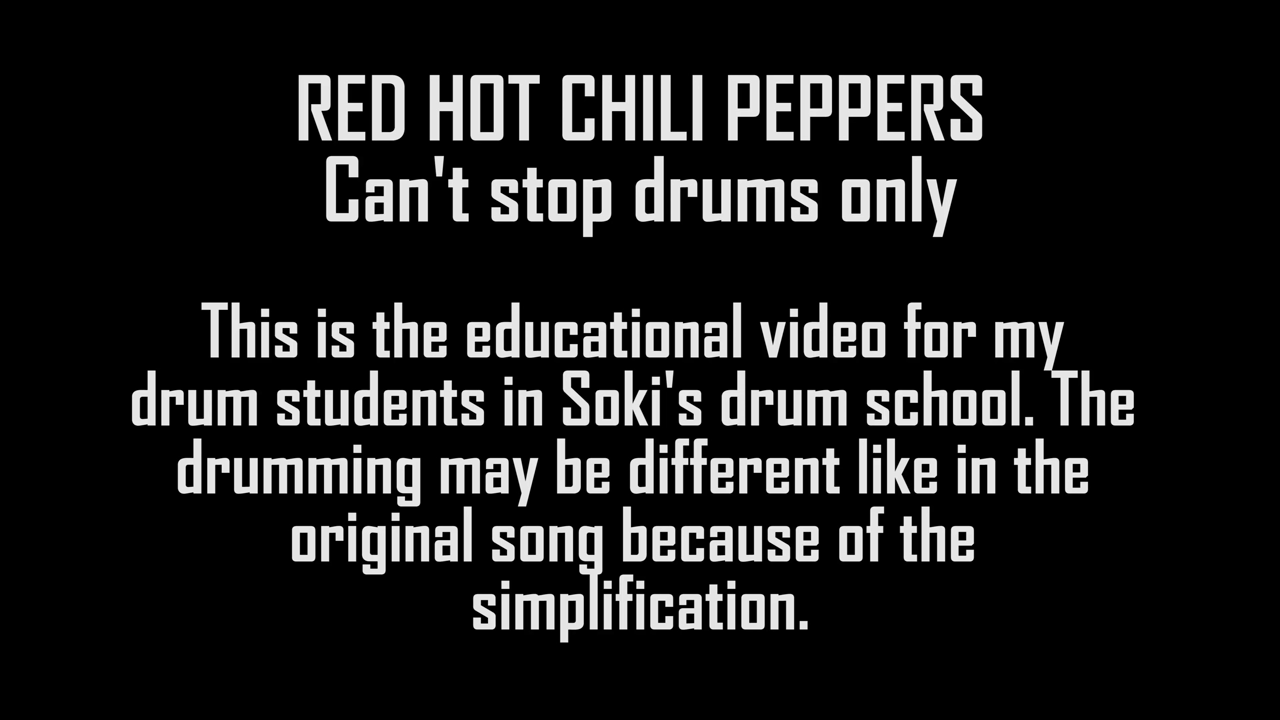 RED HOT CHILI PEPPERS
Can't stop drums only
This is the educational video for my
drum students in Soki's drum school. The
drumming may be different like in the
original song because of the
simplification.